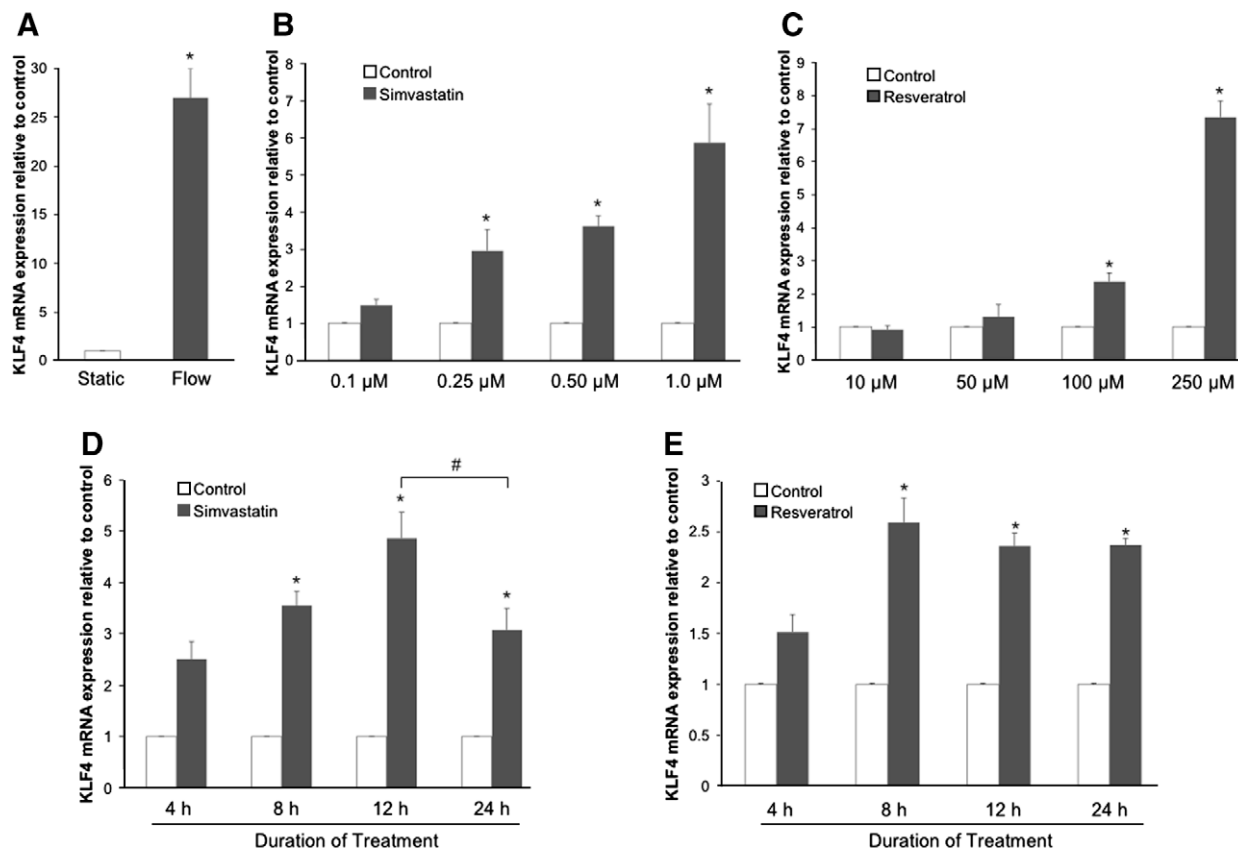 A
KLF4 mRNA expression relative to control
30
25
20
15
10
5
0
*
Static Flow
B
KLF4 mRNA expression relative to control
8
7
6
5
4
3
2
1
0
Control
Simvastatin
* * *
0.1 µM 0.25 µM 0.50 µM 1.0 µM
C
KLF4 mRNA expression relative to control
9
8
7
6
5
4
3
2
1
0
Control
Resveratrol
* *
10 µM 50 µM 100 µM 250 µM
D
KLF4 mRNA expression relative to control
6
5
4
3
2
1
0
Control
Simvastatin
#
* * *
4 h 8 h 12 h 24 h
Duration of Treatment
E
KLF4 mRNA expression relative to control
3
2.5
2
1.5
1
0.5
0
Control
Resveratrol
* * *
4 h 8 h 12 h 24 h
Duration of Treatment